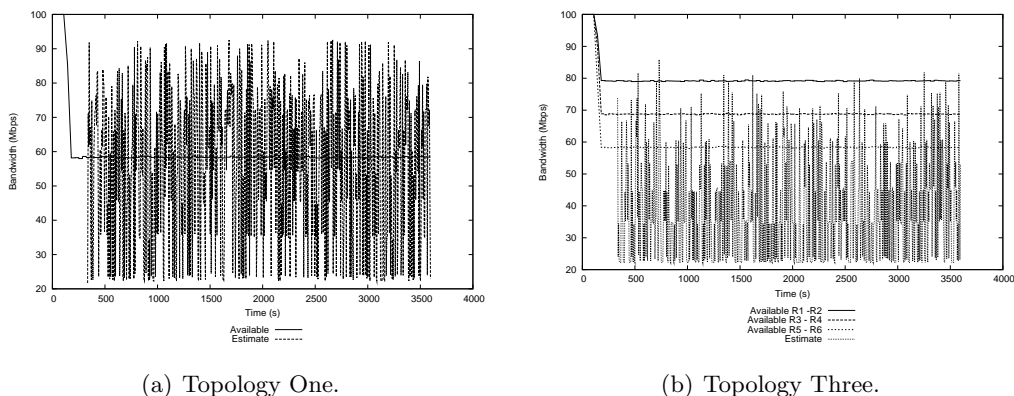 100
90
80
70
60
50
40
30
20
0 500 1000 1500 2000 2500 3000 3500 4000
Bandwidth (Mbps)
Time (s)
Available
Estimate
(a) Topology One.
100
90
80
70
60
50
40
30
20
0 500 1000 1500 2000 2500 3000 3500 4000
Bandwidth (Mbps)
Time (s)
Available R1 -R2
Available R3 - R4
Available R5 - R6
Estimate
(b) Topology Three.